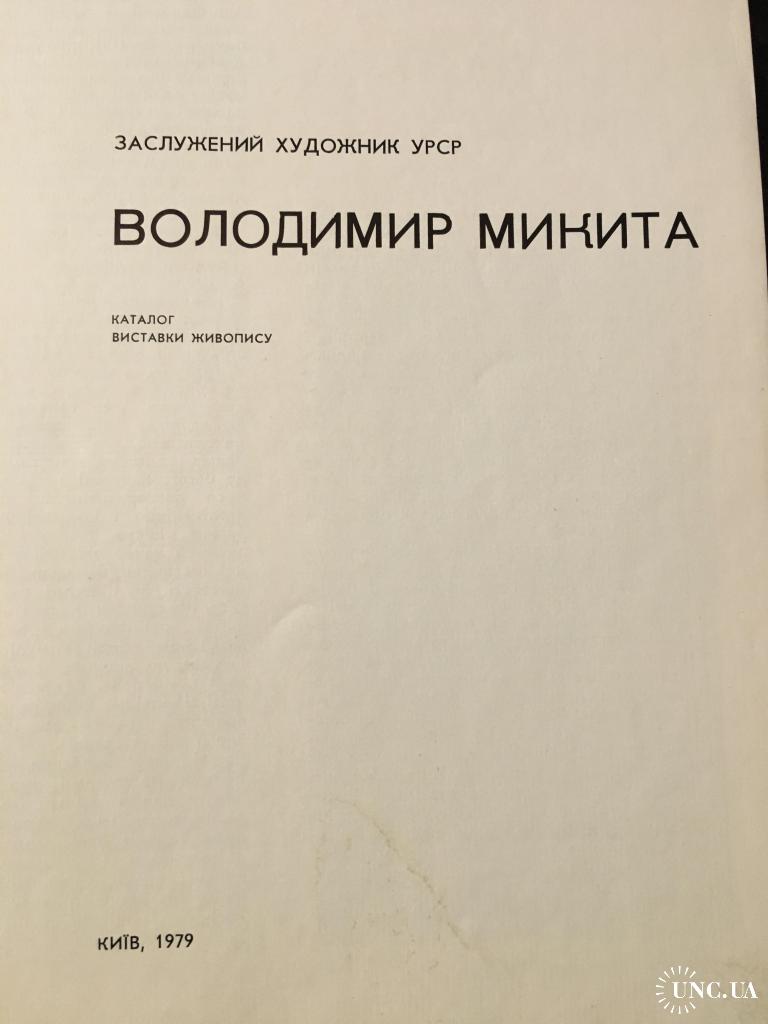 ЗАСЛУЖЕНИЙ ХУДОЖНИК УРСР
ВОЛОДИМИР МИКИТА
КАТАЛОГ
ВИСТАВКИ ЖИВОПИСУ
КИЇВ, 1979
UNC.UA